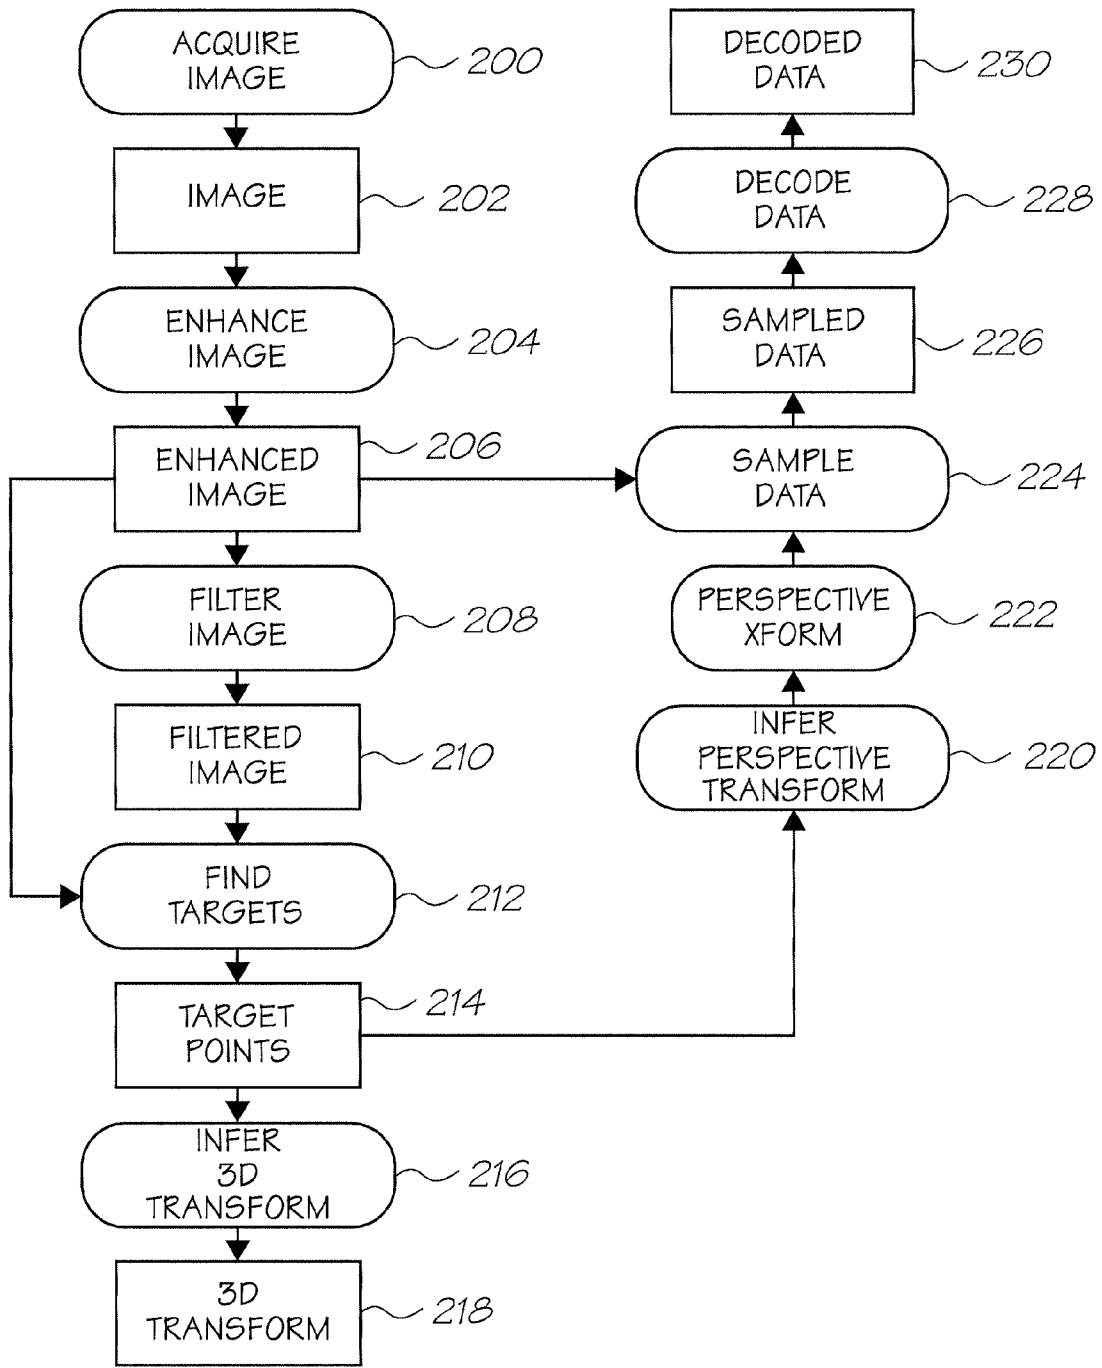 ACQUIRE
IMAGE
200
IMAGE
202
ENHANCE
IMAGE
204
ENHANCED
IMAGE
206
FILTER
IMAGE
208
FILTERED
IMAGE
210
FIND
TARGETS
212
TARGET
POINTS
214
INFER
3D
TRANSFORM
216
3D
TRANSFORM
218
DECODED
DATA
230
DECODE
DATA
228
SAMPLED
DATA
226
SAMPLE
DATA
224
PERSPECTIVE
XFORM
222
INFER
PERSPECTIVE
TRANSFORM
220